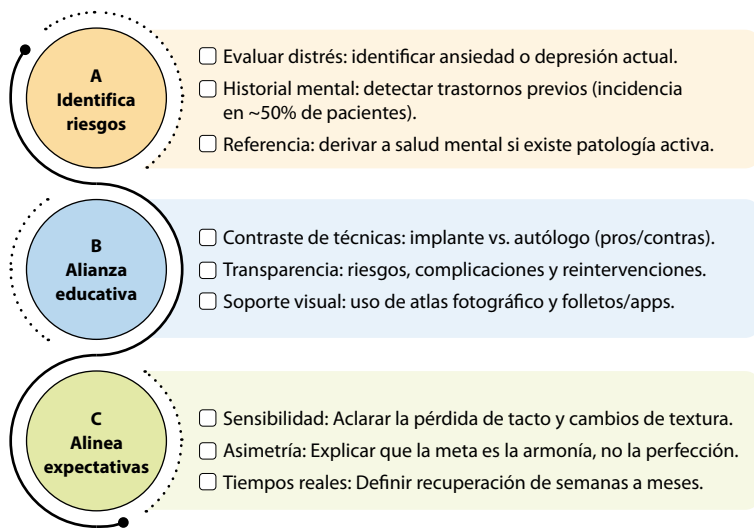 A
Identifica
riesgos
Evaluar distrés: identificar ansiedad o depresión actual.
Historial mental: detectar trastornos previos (incidencia
en ~50% de pacientes).
Referencia: derivar a salud mental si existe patología activa.
B
Alianza
educativa
Contraste de técnicas: implante vs. autólogo (pros/contras).
Transparencia: riesgos, complicaciones y reintervenciones.
Soporte visual: uso de atlas fotográfico y folletos/apps.
C
Alinea
expectativas
Sensibilidad: Aclarar la pérdida de tacto y cambios de textura.
Asimetría: Explicar que la meta es la armonía, no la perfección.
Tiempos reales: Definir recuperación de semanas a meses.